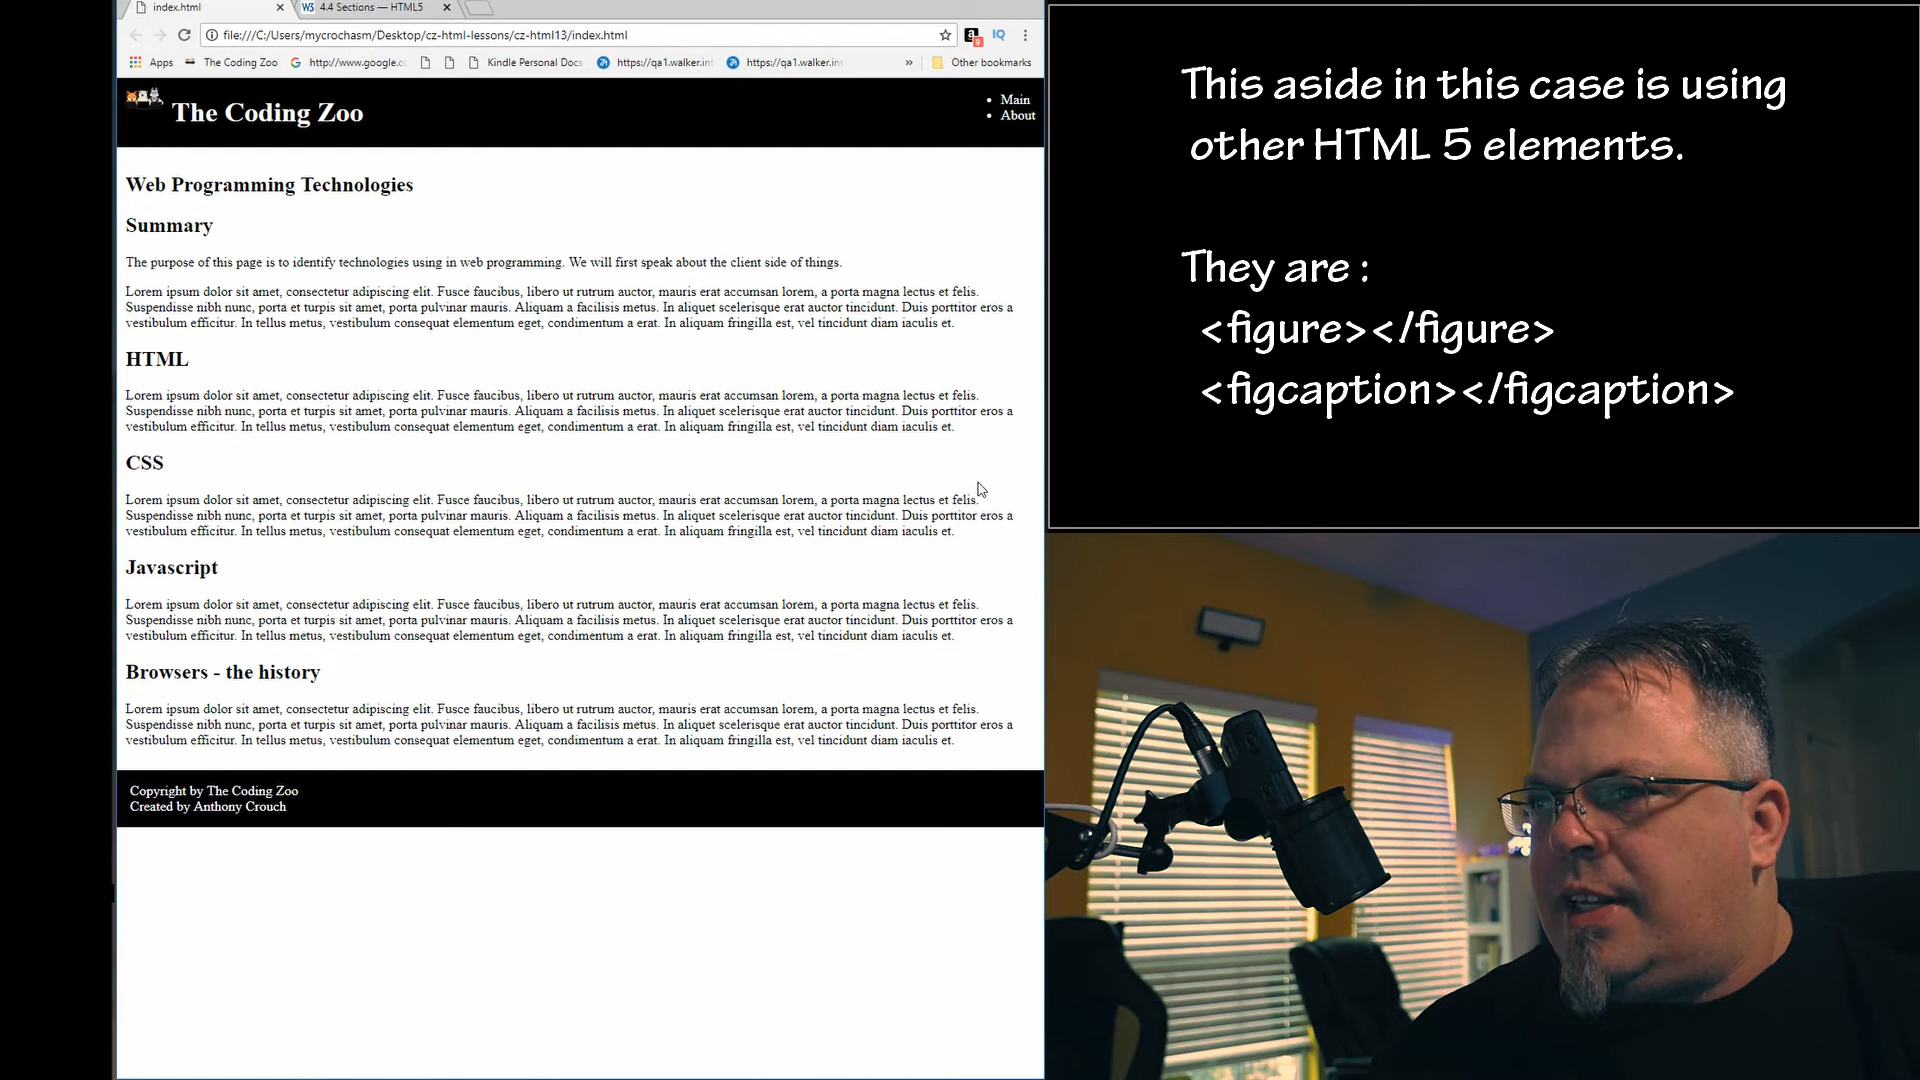 index.html
W3 4.4 Sections — HTML5
file:///C:/Users/mycrochasm/Desktop/cz-html-lessons/cz-html13/index.html
Apps The Coding Zoo http://www.google.co Kindle Personal Docs https://qa1.walker.in https://qa1.walker.in » Other bookmarks
The Coding Zoo
Main
About
Web Programming Technologies
Summary
The purpose of this page is to identify technologies using in web programming. We will first speak about the client side of things.
Lorem ipsum dolor sit amet, consectetur adipiscing elit. Fusce faucibus, libero ut rutrum auctor, mauris erat accumsan lorem, a porta magna lectus et felis.
Suspendisse nibh nunc, porta et turpis sit amet, porta pulvinar mauris. Aliquam a facilisis metus. In aliquet scelerisque erat auctor tincidunt. Duis porttitor eros a
vestibulum efficitur. In tellus metus, vestibulum consequat elementum eget, condimentum a erat. In aliquam fringilla est, vel tincidunt diam iaculis et.
HTML
Lorem ipsum dolor sit amet, consectetur adipiscing elit. Fusce faucibus, libero ut rutrum auctor, mauris erat accumsan lorem, a porta magna lectus et felis.
Suspendisse nibh nunc, porta et turpis sit amet, porta pulvinar mauris. Aliquam a facilisis metus. In aliquet scelerisque erat auctor tincidunt. Duis porttitor eros a
vestibulum efficitur. In tellus metus, vestibulum consequat elementum eget, condimentum a erat. In aliquam fringilla est, vel tincidunt diam iaculis et.
CSS
Lorem ipsum dolor sit amet, consectetur adipiscing elit. Fusce faucibus, libero ut rutrum auctor, mauris erat accumsan lorem, a porta magna lectus et felis.
Suspendisse nibh nunc, porta et turpis sit amet, porta pulvinar mauris. Aliquam a facilisis metus. In aliquet scelerisque erat auctor tincidunt. Duis porttitor eros a
vestibulum efficitur. In tellus metus, vestibulum consequat elementum eget, condimentum a erat. In aliquam fringilla est, vel tincidunt diam iaculis et.
Javascript
Lorem ipsum dolor sit amet, consectetur adipiscing elit. Fusce faucibus, libero ut rutrum auctor, mauris erat accumsan lorem, a porta magna lectus et felis.
Suspendisse nibh nunc, porta et turpis sit amet, porta pulvinar mauris. Aliquam a facilisis metus. In aliquet scelerisque erat auctor tincidunt. Duis porttitor eros a
vestibulum efficitur. In tellus metus, vestibulum consequat elementum eget, condimentum a erat. In aliquam fringilla est, vel tincidunt diam iaculis et.
Browsers - the history
Lorem ipsum dolor sit amet, consectetur adipiscing elit. Fusce faucibus, libero ut rutrum auctor, mauris erat accumsan lorem, a porta magna lectus et felis.
Suspendisse nibh nunc, porta et turpis sit amet, porta pulvinar mauris. Aliquam a facilisis metus. In aliquet scelerisque erat auctor tincidunt. Duis porttitor eros a
vestibulum efficitur. In tellus metus, vestibulum consequat elementum eget, condimentum a erat. In aliquam fringilla est, vel tincidunt diam iaculis et.
Copyright by The Coding Zoo
Created by Anthony Crouch
This aside in this case is using
other HTML 5 elements.
They are :
<figure></figure>
<figcaption></figcaption>